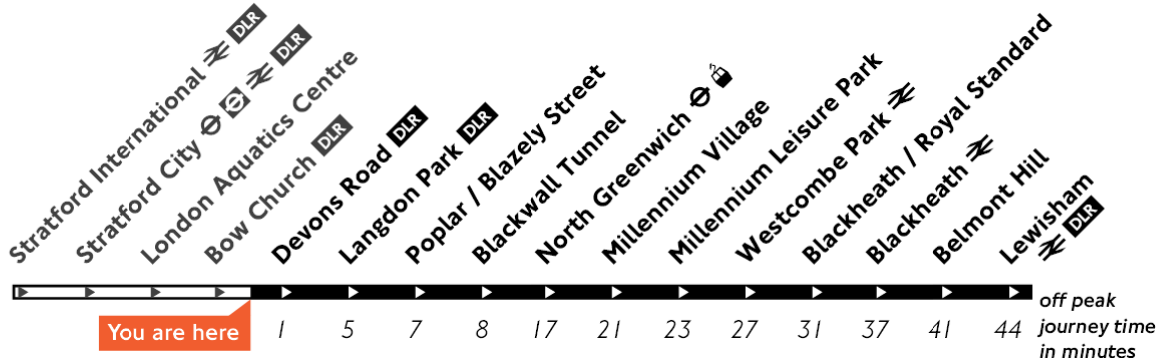 Stratford International DLR
Stratford City DLR
London Aquatics Centre
Bow Church DLR
Devons Road DLR
Langdon Park DLR
Poplar / Blazely Street
Blackwall Tunnel
North Greenwich
Millennium Village
Millennium Leisure Park
Westcombe Park
Blackheath / Royal Standard
Blackheath
Belmont Hill
Lewisham
DLR
You are here
1 5 7 8 17 21 23 27 31 37 41 44
off peak
journey time
in minutes